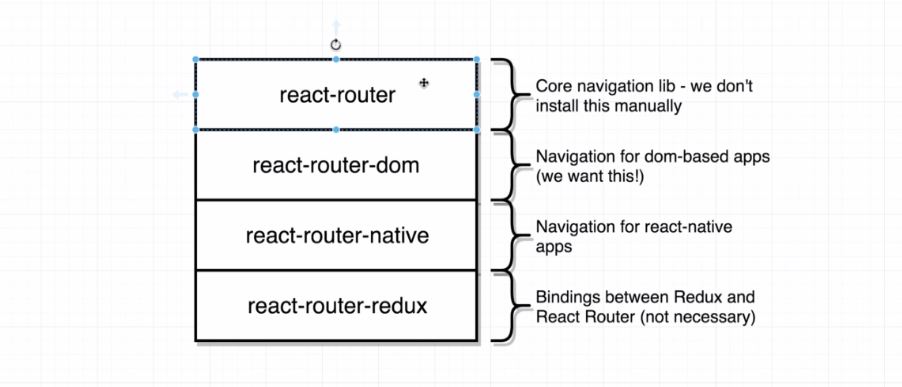 react-router
Core navigation lib - we don't
install this manually
react-router-dom
Navigation for dom-based apps
(we want this!)
react-router-native
Navigation for react-native
apps
react-router-redux
Bindings between Redux and
React Router (not necessary)